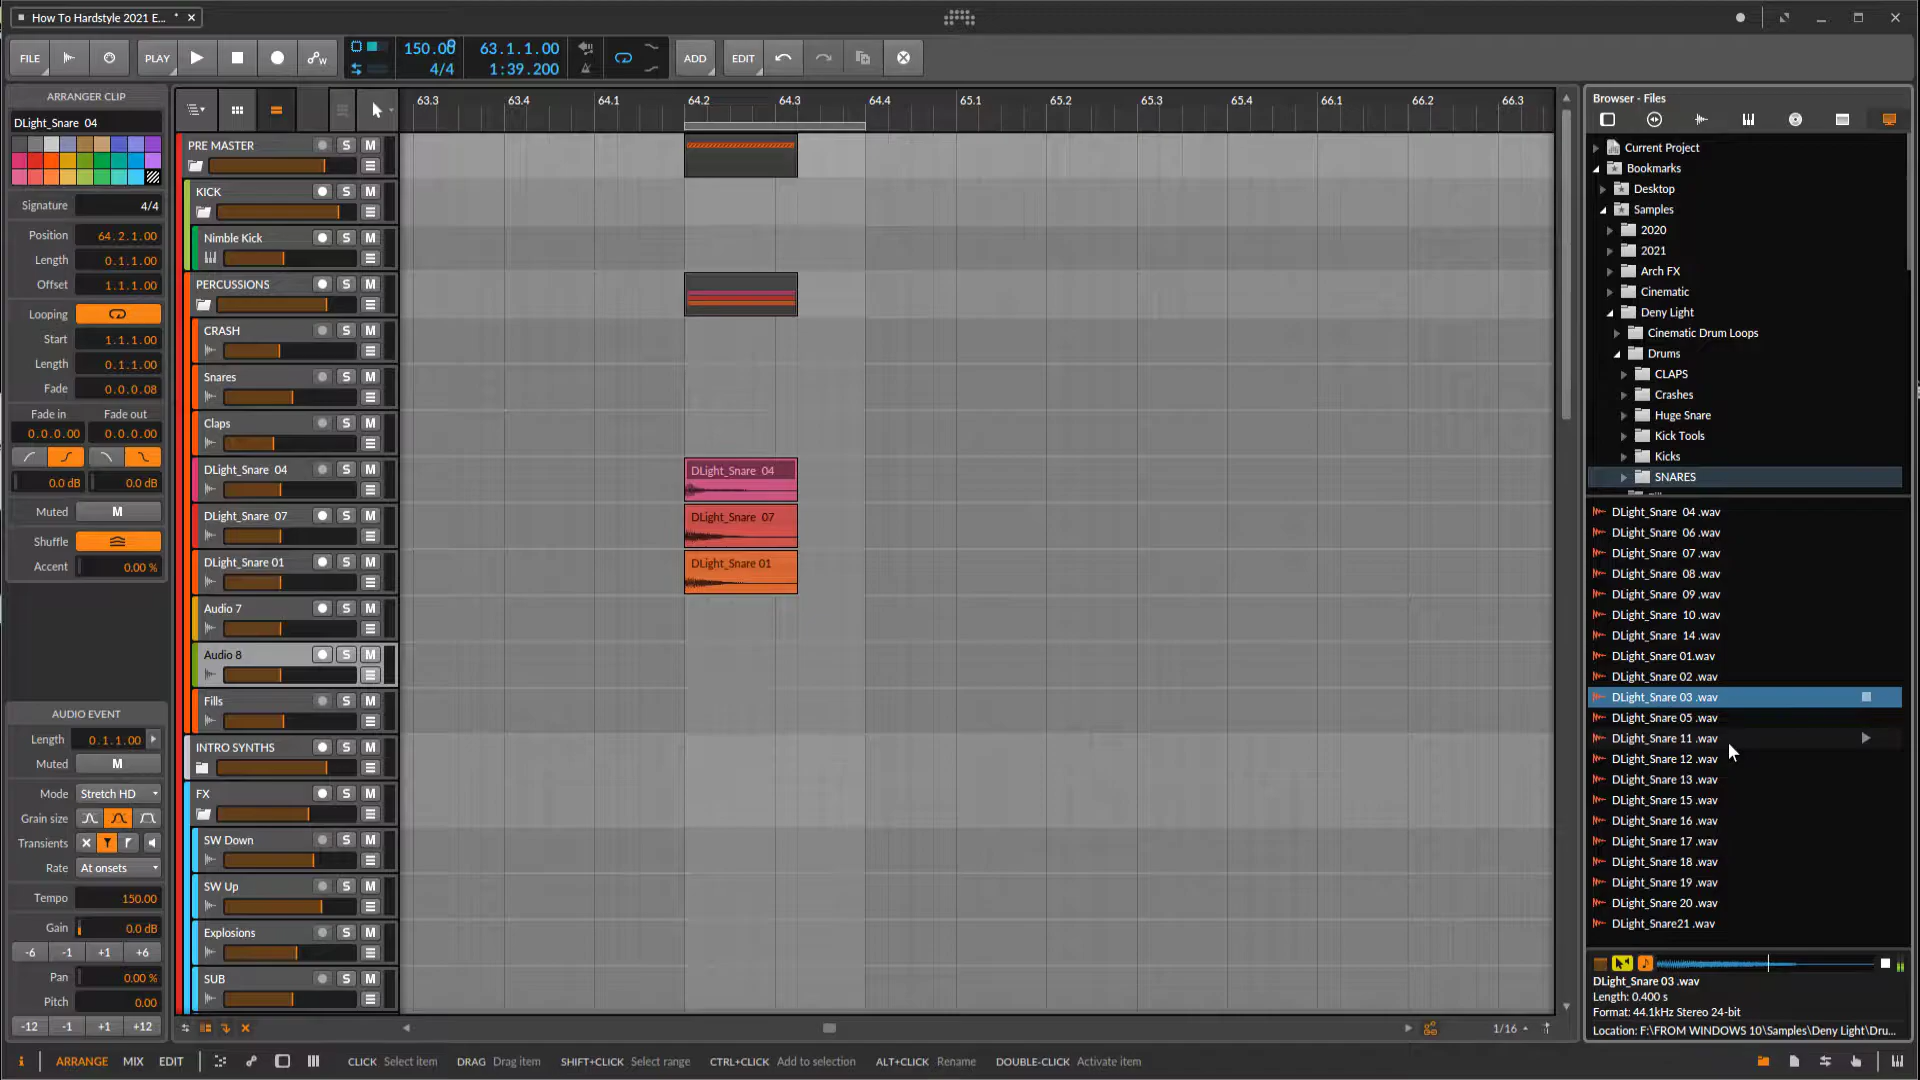 How To Hardstyle 2021 E... *
FILE
PLAY
150.00
4/4
63.1.1.00
1:39.200
ADD
EDIT
ARRANGER CLIP
DLight_Snare 04
Signature 4/4
Position 64.2.1.00
Length 0.1.1.00
Offset 1.1.1.00
Looping
Start 1.1.1.00
Length 0.1.1.00
Fade 0.0.0.08
Fade in Fade out
0.0.0.00 0.0.0.00
0.0 dB 0.0 dB
Muted M
Shuffle
Accent 0.00 %
AUDIO EVENT
Length 0.1.1.00
Muted M
Mode Stretch HD
Grain size
Transients
Rate At onsets
Tempo 150.00
Gain 0.0 dB
-6 -1 +1 +6
Pan 0.00 %
Pitch 0.00
-12 -1 +1 +12
63.3 63.4 64.1 64.2 64.3 64.4 65.1 65.2 65.3 65.4 66.1 66.2 66.3
PRE MASTER S M
KICK S M
Nimble Kick S M
PERCUSSIONS S M
CRASH S M
Snares S M
Claps S M
DLight_Snare 04 S M
DLight_Snare 07 S M
DLight_Snare 01 S M
Audio 7 S M
Audio 8 S M
Fills S M
INTRO SYNTHS S M
FX S M
SW Down S M
SW Up S M
Explosions S M
SUB S M
DLight_Snare 04
DLight_Snare 07
DLight_Snare 01
1/16
Browser - Files
Current Project
Bookmarks
Desktop
Samples
2020
2021
Arch FX
Cinematic
Deny Light
Cinematic Drum Loops
Drums
CLAPS
Crashes
Huge Snare
Kick Tools
Kicks
SNARES
DLight_Snare 04 .wav
DLight_Snare 06 .wav
DLight_Snare 07 .wav
DLight_Snare 08 .wav
DLight_Snare 09 .wav
DLight_Snare 10 .wav
DLight_Snare 14 .wav
DLight_Snare 01.wav
DLight_Snare 02 .wav
DLight_Snare 03 .wav
DLight_Snare 05 .wav
DLight_Snare 11 .wav
DLight_Snare 12 .wav
DLight_Snare 13 .wav
DLight_Snare 15 .wav
DLight_Snare 16 .wav
DLight_Snare 17 .wav
DLight_Snare 18 .wav
DLight_Snare 19 .wav
DLight_Snare 20 .wav
DLight_Snare21 .wav
DLight_Snare 03 .wav
Length: 0.400 s
Format: 44.1kHz Stereo 24-bit
Location: F:\FROM WINDOWS 10\Samples\Deny Light\Dru...
i ARRANGE MIX EDIT
CLICK Select item DRAG Drag item SHIFT+CLICK Select range CTRL+CLICK Add to selection ALT+CLICK Rename DOUBLE-CLICK Activate item